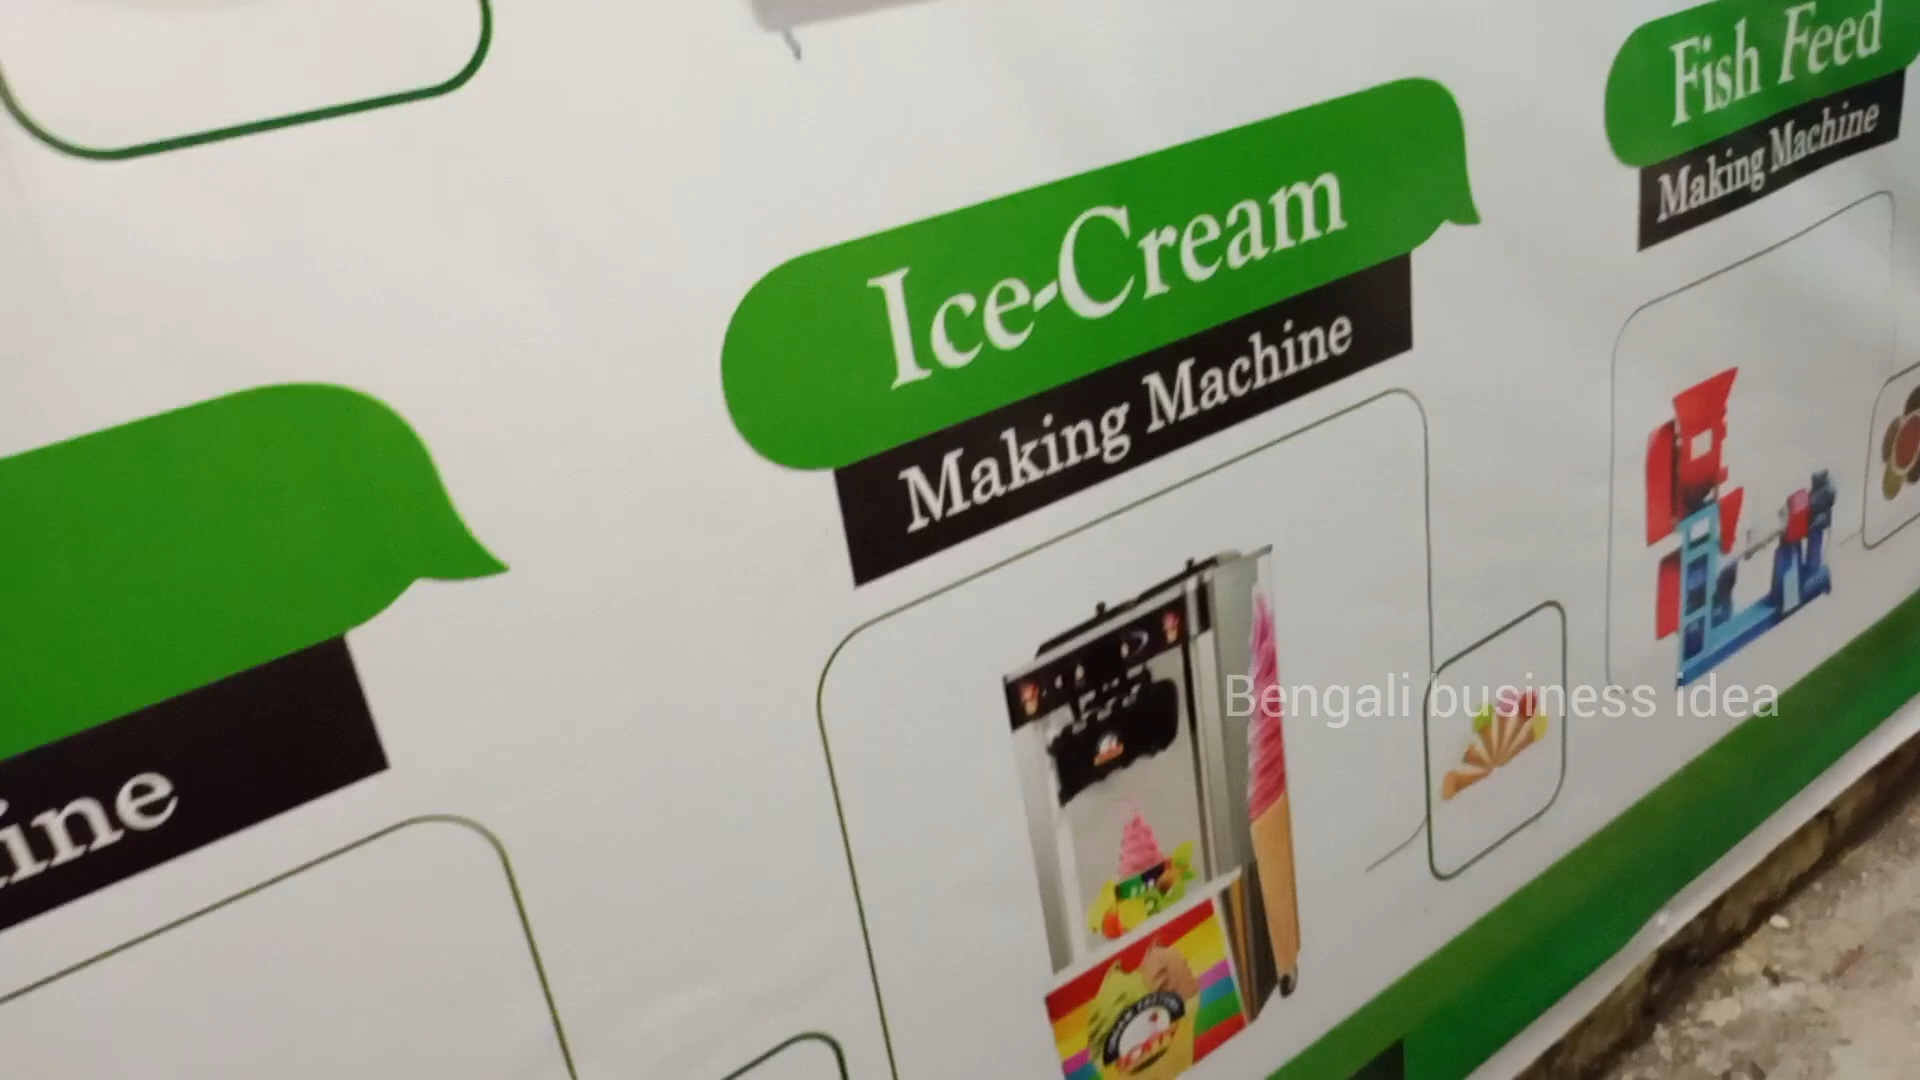 Fish Feed
Making Machine
Ice-Cream
Making Machine
Bengali business idea
ine